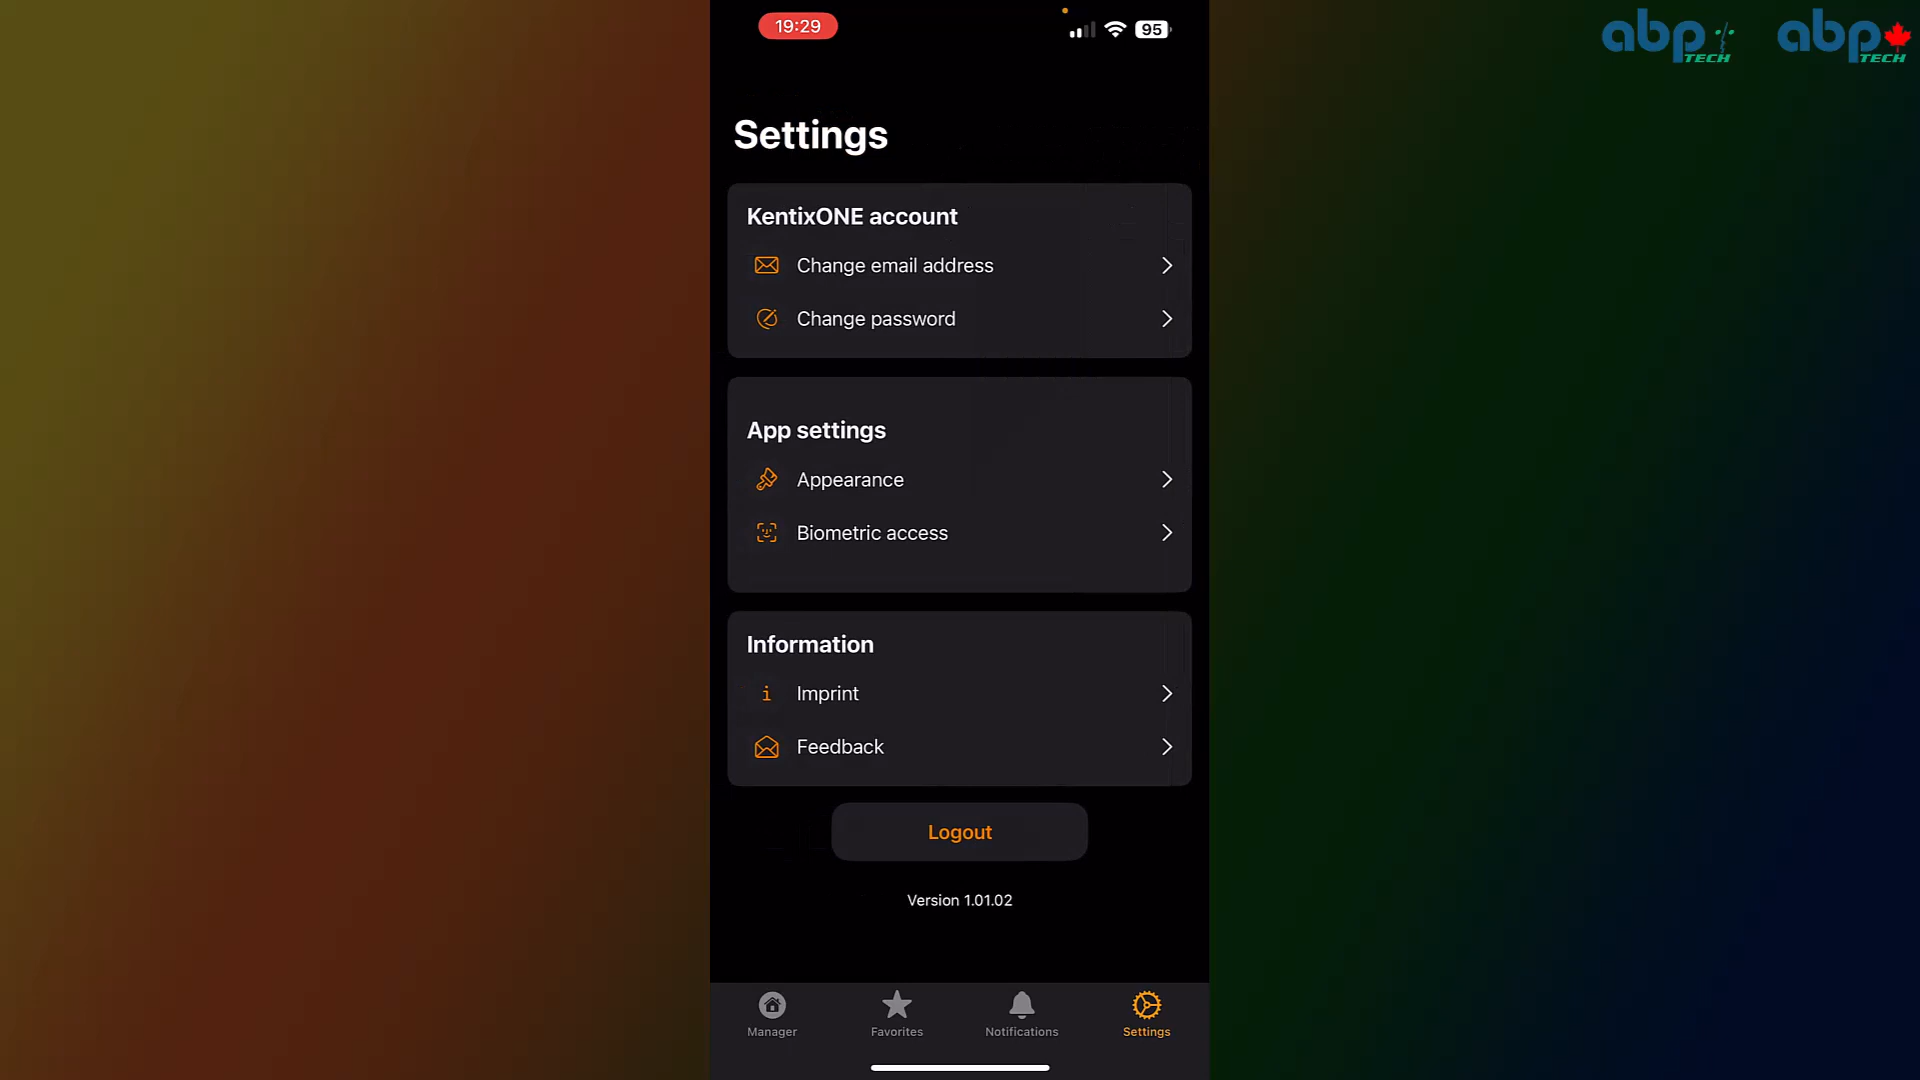 19:29
95
abp
TECH
abp
TECH
Settings
KentixONE account
Change email address
Change password
App settings
Appearance
Biometric access
Information
Imprint
Feedback
Logout
Version 1.01.02
Manager
Favorites
Notifications
Settings